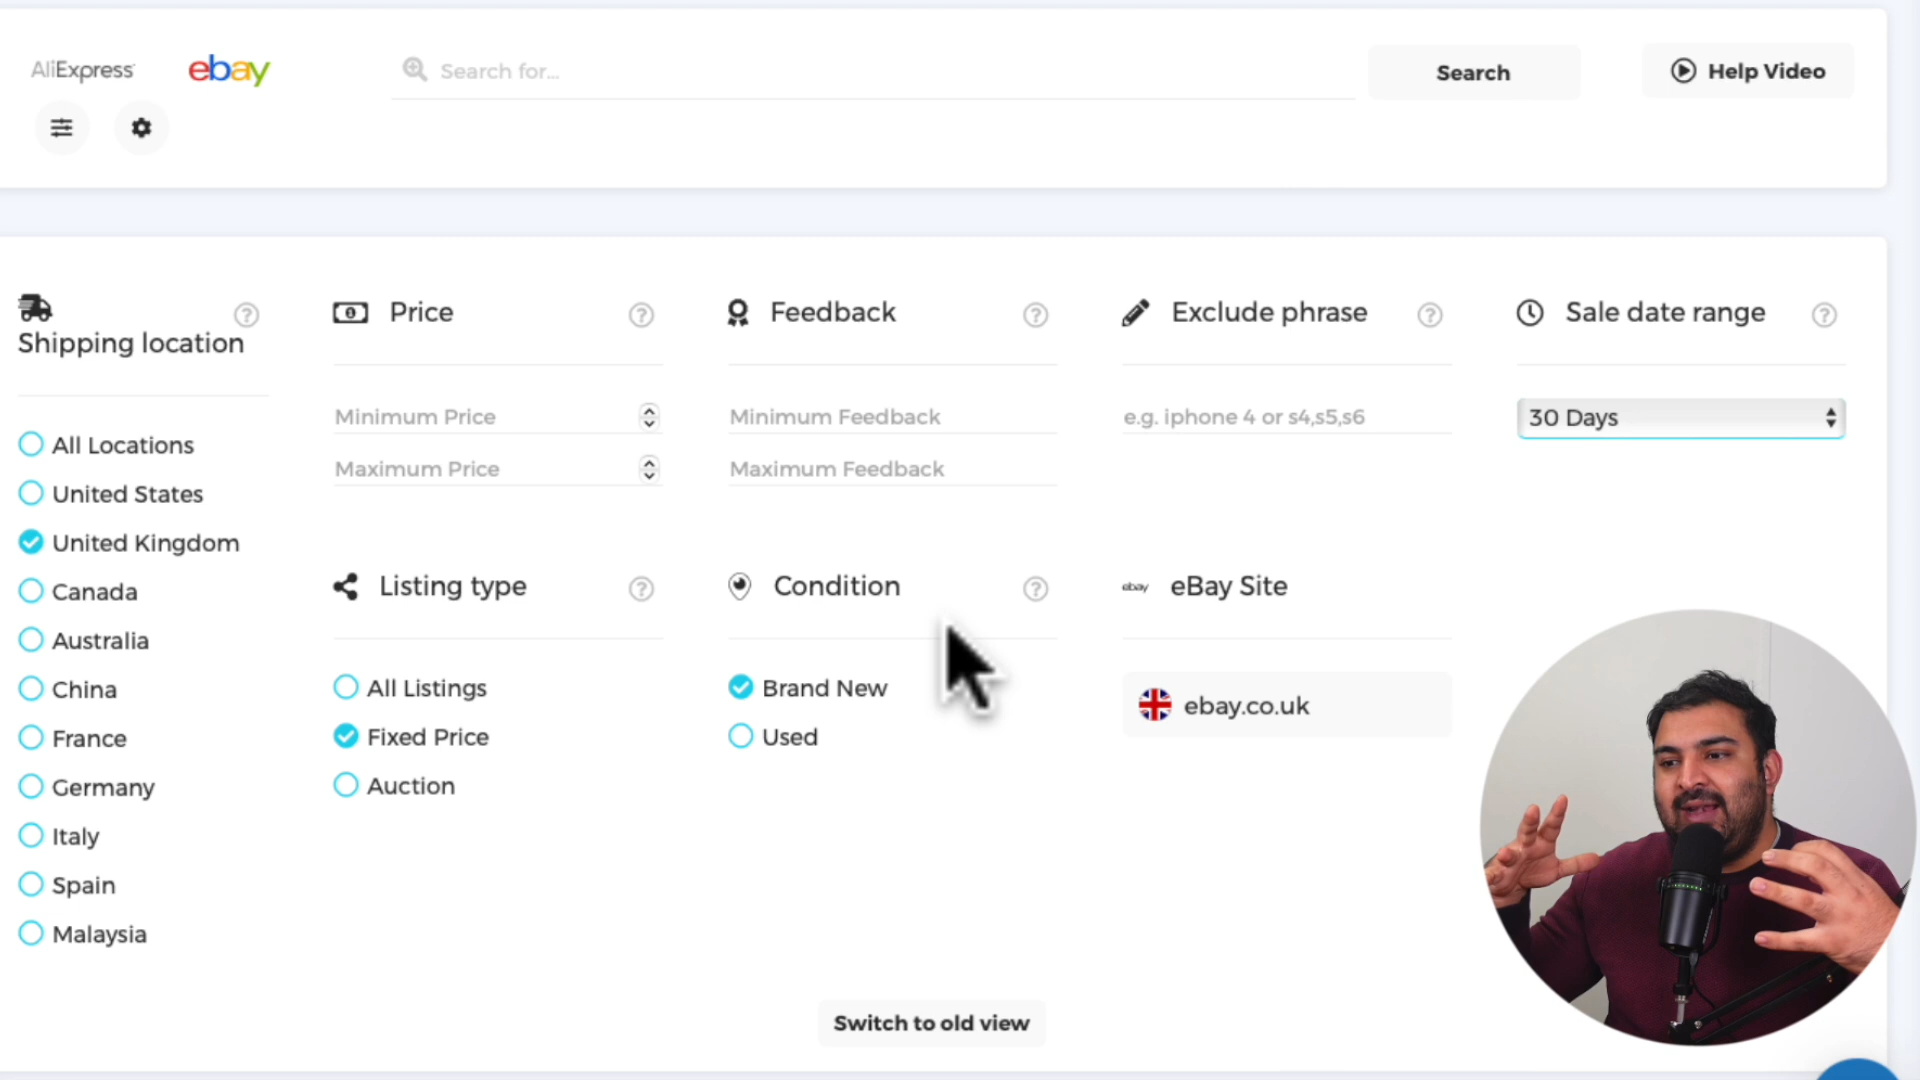 AliExpress
ebay
Search for...
Search
Help Video
Shipping location
All Locations
United States
United Kingdom
Canada
Australia
China
France
Germany
Italy
Spain
Malaysia
Price
Minimum Price
Maximum Price
Feedback
Minimum Feedback
Maximum Feedback
Exclude phrase
e.g. iphone 4 or s4,s5,s6
Sale date range
30 Days
Listing type
All Listings
Fixed Price
Auction
Condition
Brand New
Used
ebay
eBay Site
ebay.co.uk
Switch to old view